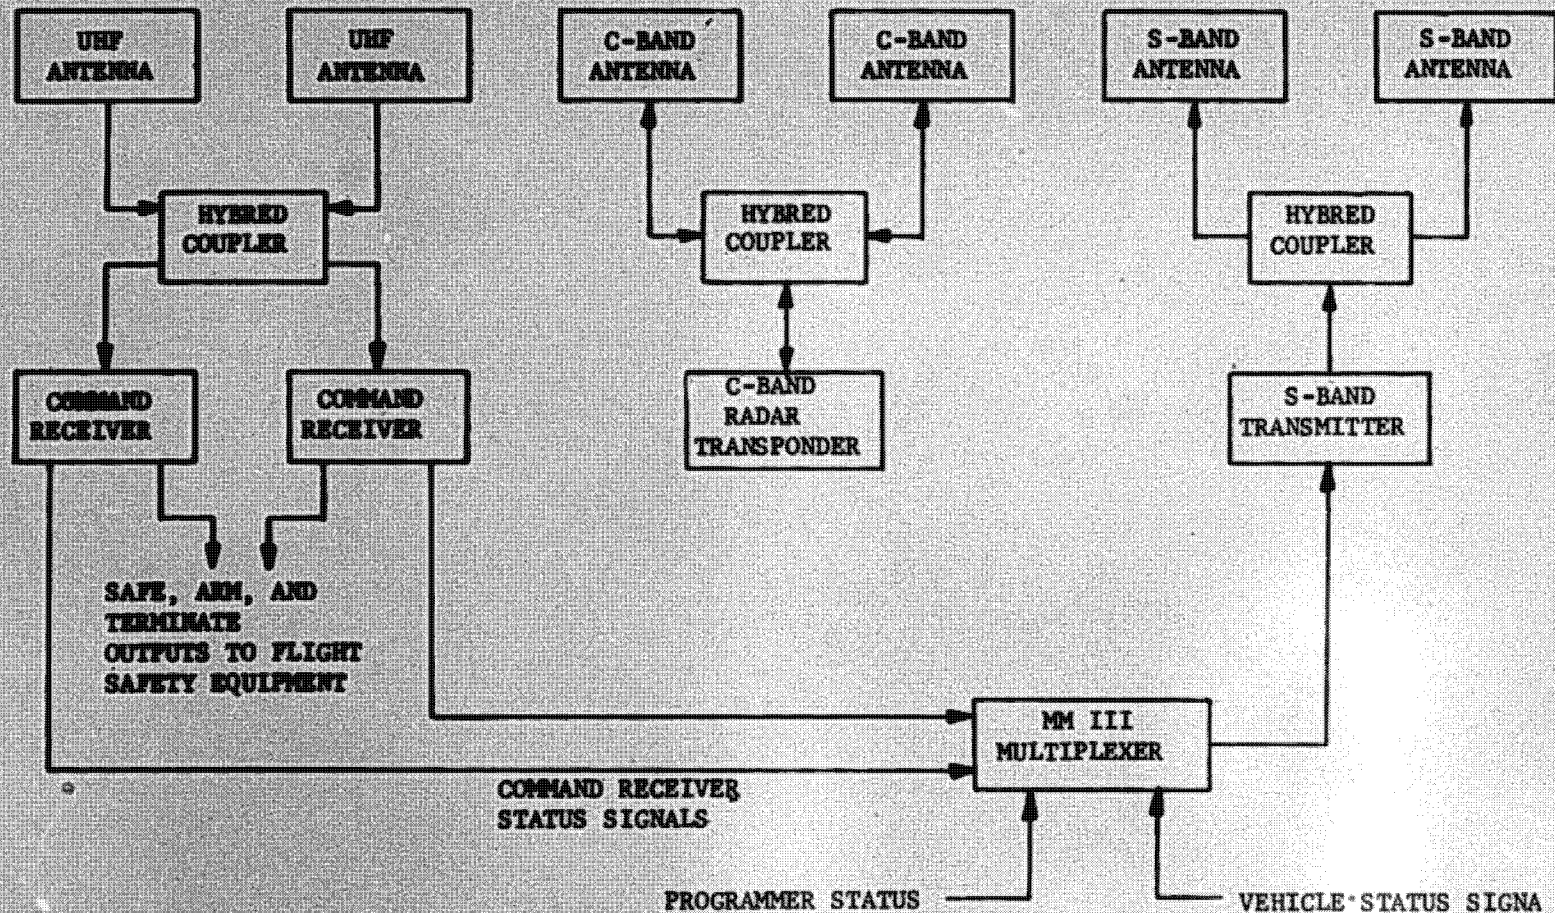 UHF
ANTENNA
UHF
ANTENNA
C-BAND
ANTENNA
C-BAND
ANTENNA
S-BAND
ANTENNA
S-BAND
ANTENNA
HYBRED
COUPLER
HYBRED
COUPLER
HYBRED
COUPLER
COMMAND
RECEIVER
COMMAND
RECEIVER
C-BAND
RADAR
TRANSPONDER
S-BAND
TRANSMITTER
SAFE, ARM, AND
TERMINATE
OUTPUTS TO FLIGHT
SAFETY EQUIPMENT
MM III
MULTIPLEXER
COMMAND RECEIVER
STATUS SIGNALS
PROGRAMMER STATUS
VEHICLE STATUS SIGNA